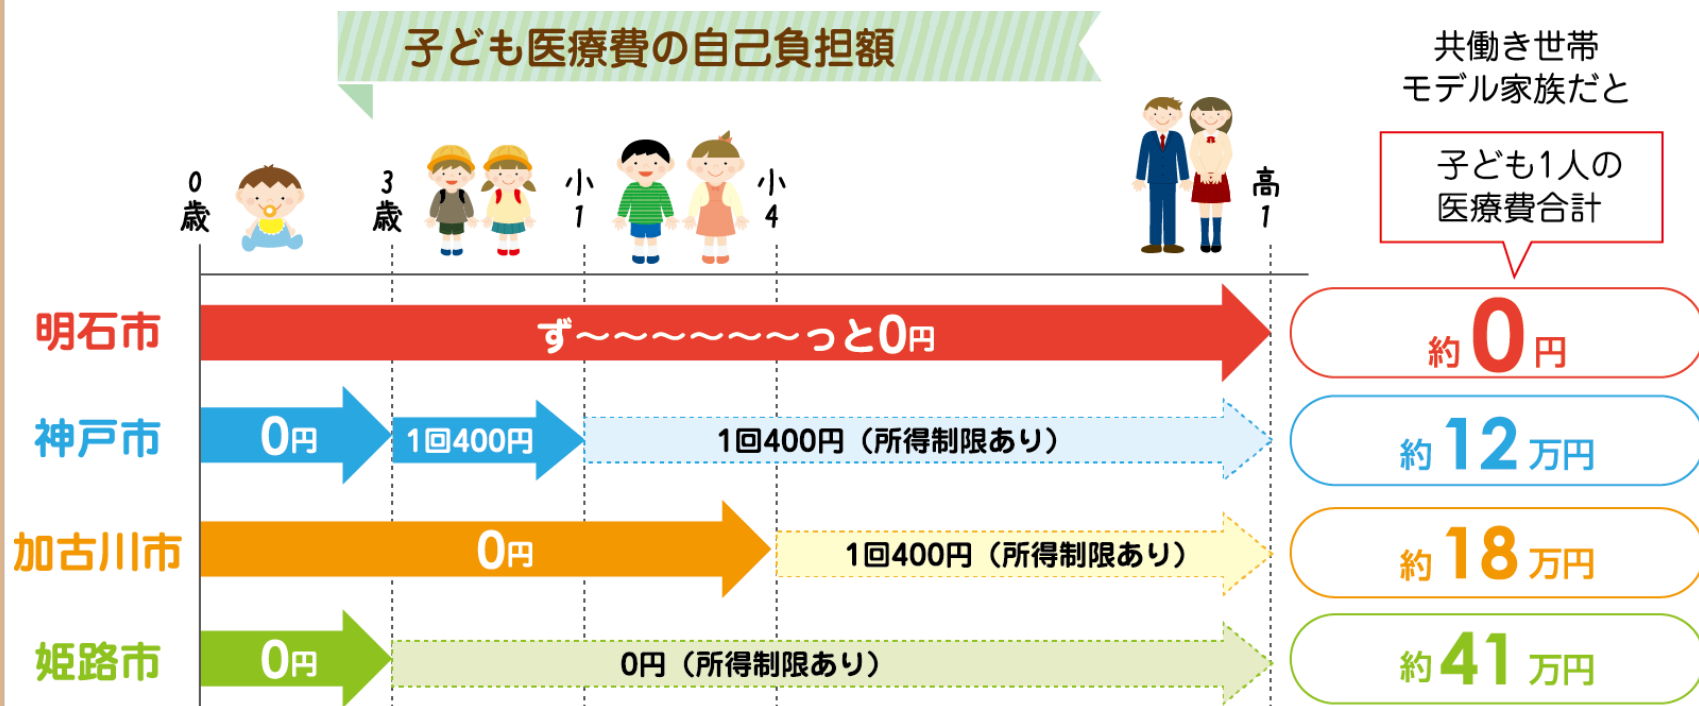 子ども医療費の自己負担額
共働き世帯
モデル家族だと
子ども1人の
医療費合計
0
歳
3
歳
小
1
小
4
高
1
明石市
ず〜〜〜〜〜〜っと0円
約0円
神戸市
0円
1回400円
1回400円（所得制限あり）
約12万円
加古川市
0円
1回400円（所得制限あり）
約18万円
姫路市
0円
0円（所得制限あり）
約41万円